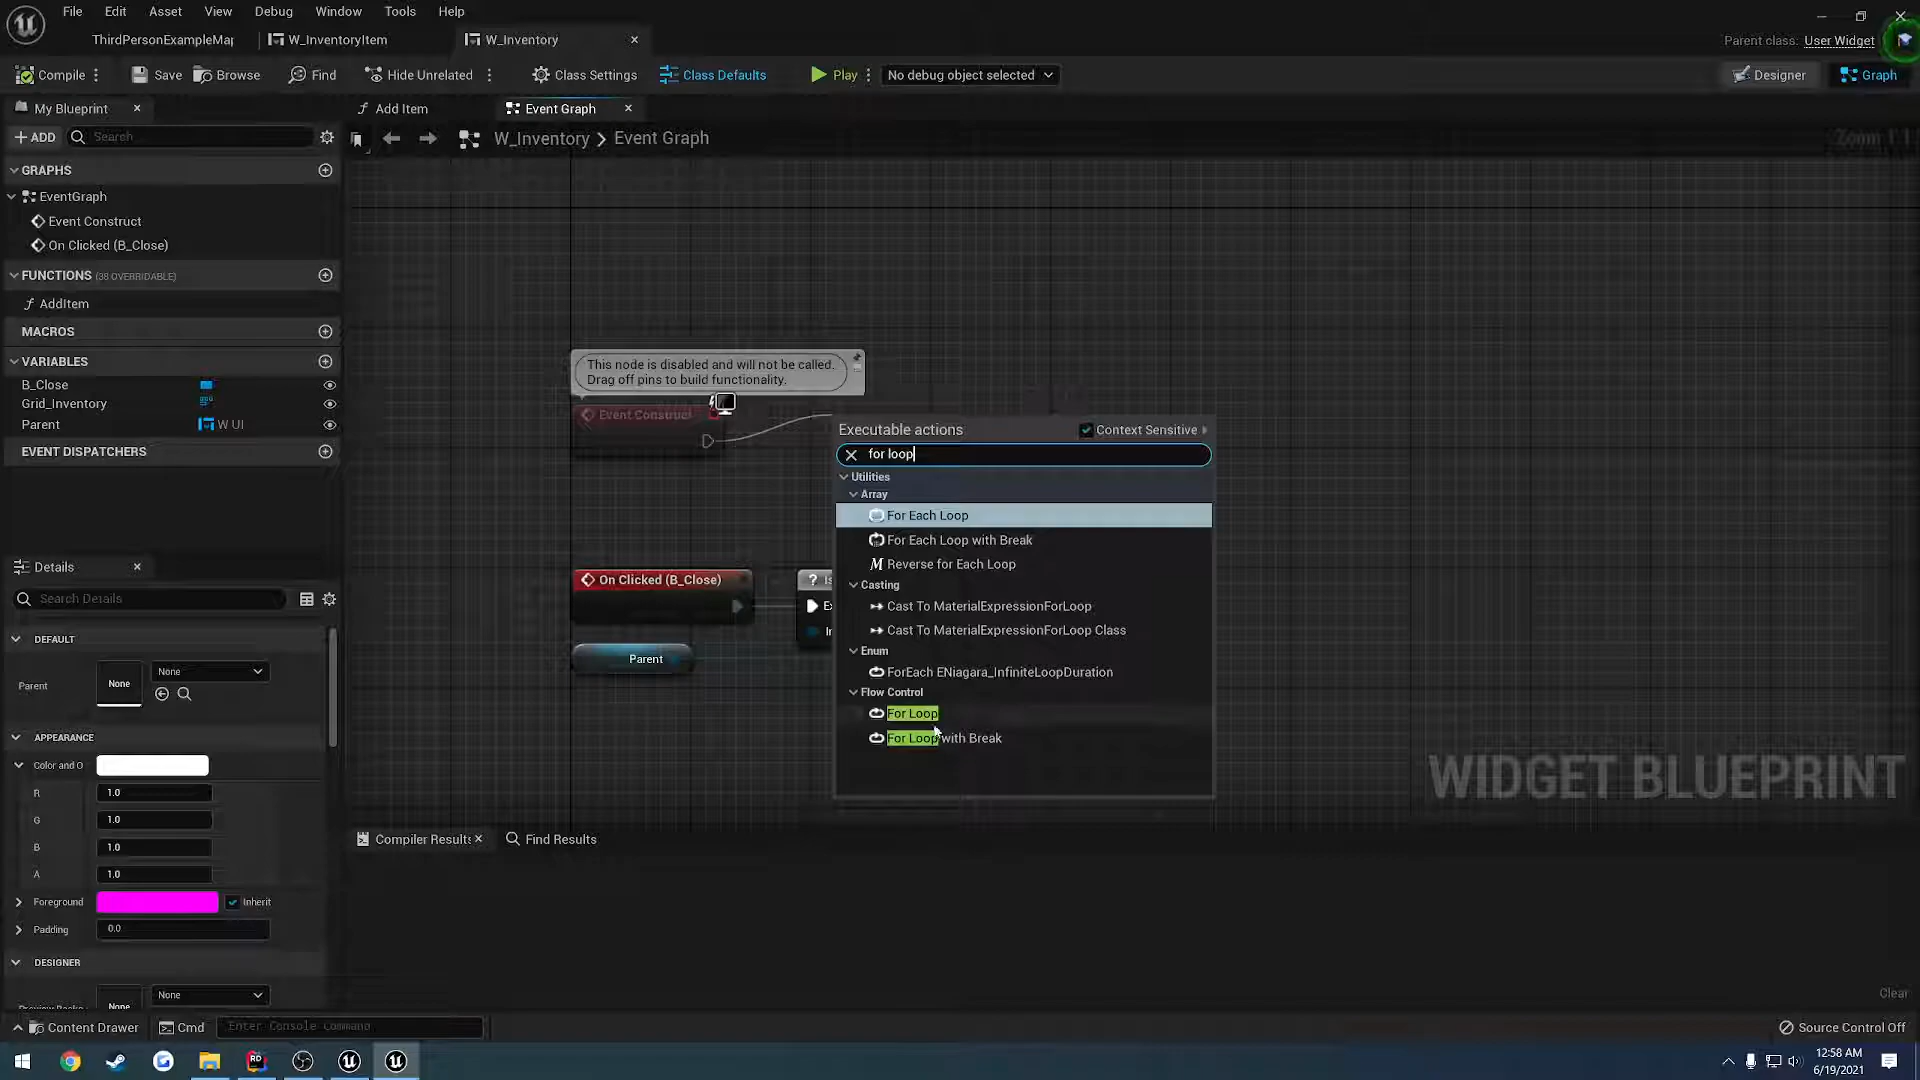 File Edit Asset View Debug Window Tools Help
ThirdPersonExampleMap W_InventoryItem W_Inventory
Parent class: User Widget
Compile Save Browse Find Hide Unrelated Class Settings Class Defaults Play No debug object selected Designer Graph
My Blueprint Add Item Event Graph
ADD Search
W_Inventory > Event Graph
GRAPHS
EventGraph
Event Construct
On Clicked (B_Close)
FUNCTIONS (38 OVERRIDABLE)
AddItem
MACROS
VARIABLES
B_Close
Grid_Inventory
Parent W UI
EVENT DISPATCHERS
This node is disabled and will not be called.
Drag off pins to build functionality.
Event Construct
On Clicked (B_Close)
Parent
Executable actions Context Sensitive
for loop
Utilities
Array
For Each Loop
For Each Loop with Break
Reverse for Each Loop
Casting
Cast To MaterialExpressionForLoop
Cast To MaterialExpressionForLoop Class
Enum
ForEach ENiagara_InfiniteLoopDuration
Flow Control
For Loop
For Loop with Break
WIDGET BLUEPRINT
Details
Search Details
DEFAULT
Parent None None
APPEARANCE
Color and O
R 1.0
G 1.0
B 1.0
A 1.0
Foreground Inherit
Padding 0.0
DESIGNER
None None
Compiler Results Find Results
Clear
Content Drawer Cmd Enter Console Command Source Control Off
12:58 AM
6/19/2021